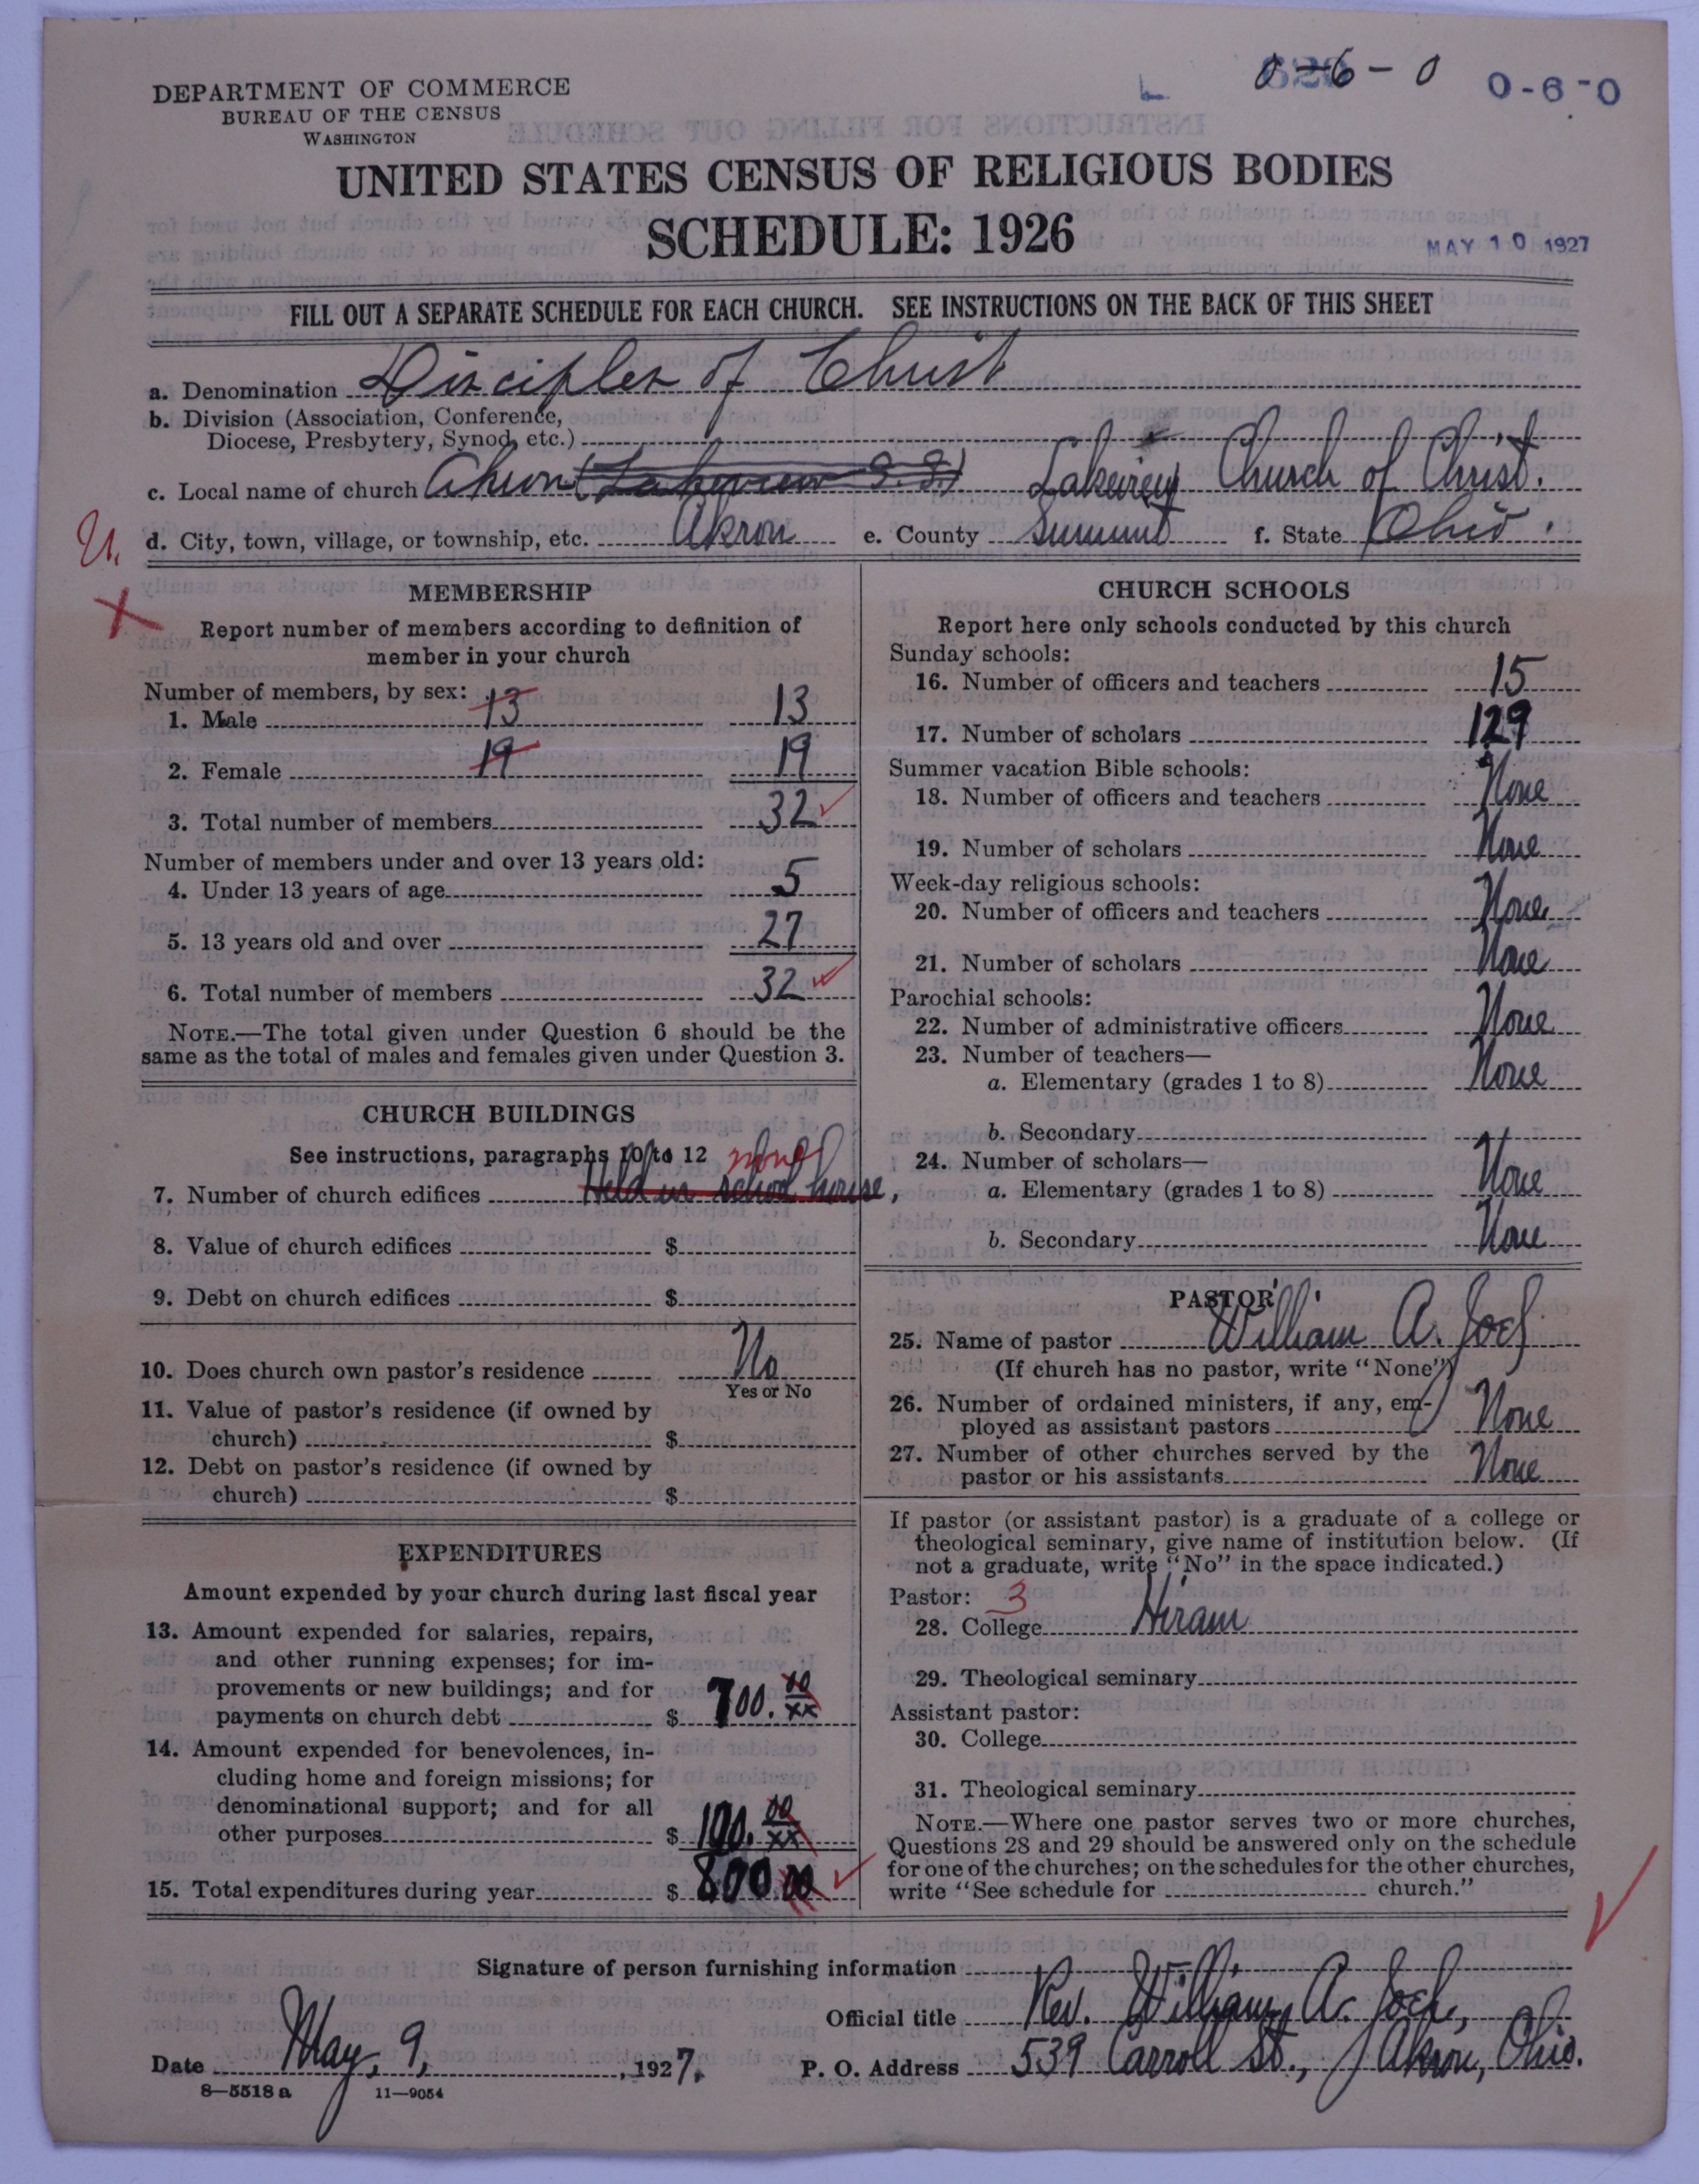 0-6-0
0-6-0
L
DEPARTMENT OF COMMERCE
BUREAU OF THE CENSUS
WASHINGTON
UNITED STATES CENSUS OF RELIGIOUS BODIES
SCHEDULE: 1926
MAY 10 1927
FILL OUT A SEPARATE SCHEDULE FOR EACH CHURCH. SEE INSTRUCTIONS ON THE BACK OF THIS SHEET
a. Denomination Disciples of Christ
b. Division (Association, Conference,
Diocese, Presbytery, Synod, etc.)
c. Local name of church Akron (Lakeview S.S.) Lakeview Church of Christ.
U. d. City, town, village, or township, etc. Akron e. County Summit f. State Ohio.
X
MEMBERSHIP
Report number of members according to definition of
member in your church
Number of members, by sex:
1. Male 13 13
2. Female 19 19
3. Total number of members 32 ✓
Number of members under and over 13 years old:
4. Under 13 years of age 5
5. 13 years old and over 27
6. Total number of members 32 ✓
NOTE.—The total given under Question 6 should be the
same as the total of males and females given under Question 3.
CHURCH BUILDINGS
See instructions, paragraphs 10 to 12
none
7. Number of church edifices Held in school house,
8. Value of church edifices $
9. Debt on church edifices $
10. Does church own pastor's residence No
Yes or No
11. Value of pastor's residence (if owned by
church) $
12. Debt on pastor's residence (if owned by
church) $
EXPENDITURES
Amount expended by your church during last fiscal year
13. Amount expended for salaries, repairs,
and other running expenses; for im-
provements or new buildings; and for
payments on church debt $ 700. 00/xx
14. Amount expended for benevolences, in-
cluding home and foreign missions; for
denominational support; and for all
other purposes $ 100. 00/xx
15. Total expenditures during year $ 800 00 ✓
CHURCH SCHOOLS
Report here only schools conducted by this church
Sunday schools:
16. Number of officers and teachers 15
17. Number of scholars 129
Summer vacation Bible schools:
18. Number of officers and teachers None
19. Number of scholars None
Week-day religious schools:
20. Number of officers and teachers None
21. Number of scholars None
Parochial schools:
22. Number of administrative officers None
23. Number of teachers—
a. Elementary (grades 1 to 8) None
b. Secondary
24. Number of scholars—
a. Elementary (grades 1 to 8) None
b. Secondary None
PASTOR
25. Name of pastor William A.
(If church has no pastor, write "None")
26. Number of ordained ministers, if any, em-
ployed as assistant pastors None
27. Number of other churches served by the
pastor or his assistants None
If pastor (or assistant pastor) is a graduate of a college or
theological seminary, give name of institution below. (If
not a graduate, write "No" in the space indicated.)
Pastor: 3
28. College Hiram
29. Theological seminary
Assistant pastor:
30. College
31. Theological seminary
NOTE.—Where one pastor serves two or more churches,
Questions 28 and 29 should be answered only on the schedule
for one of the churches; on the schedules for the other churches,
write "See schedule for church."
Signature of person furnishing information
Official title Rev. William A.
Date May, 9, , 1927. P. O. Address 539 Carroll St., Akron, Ohio.
8—5518 a 11—9054